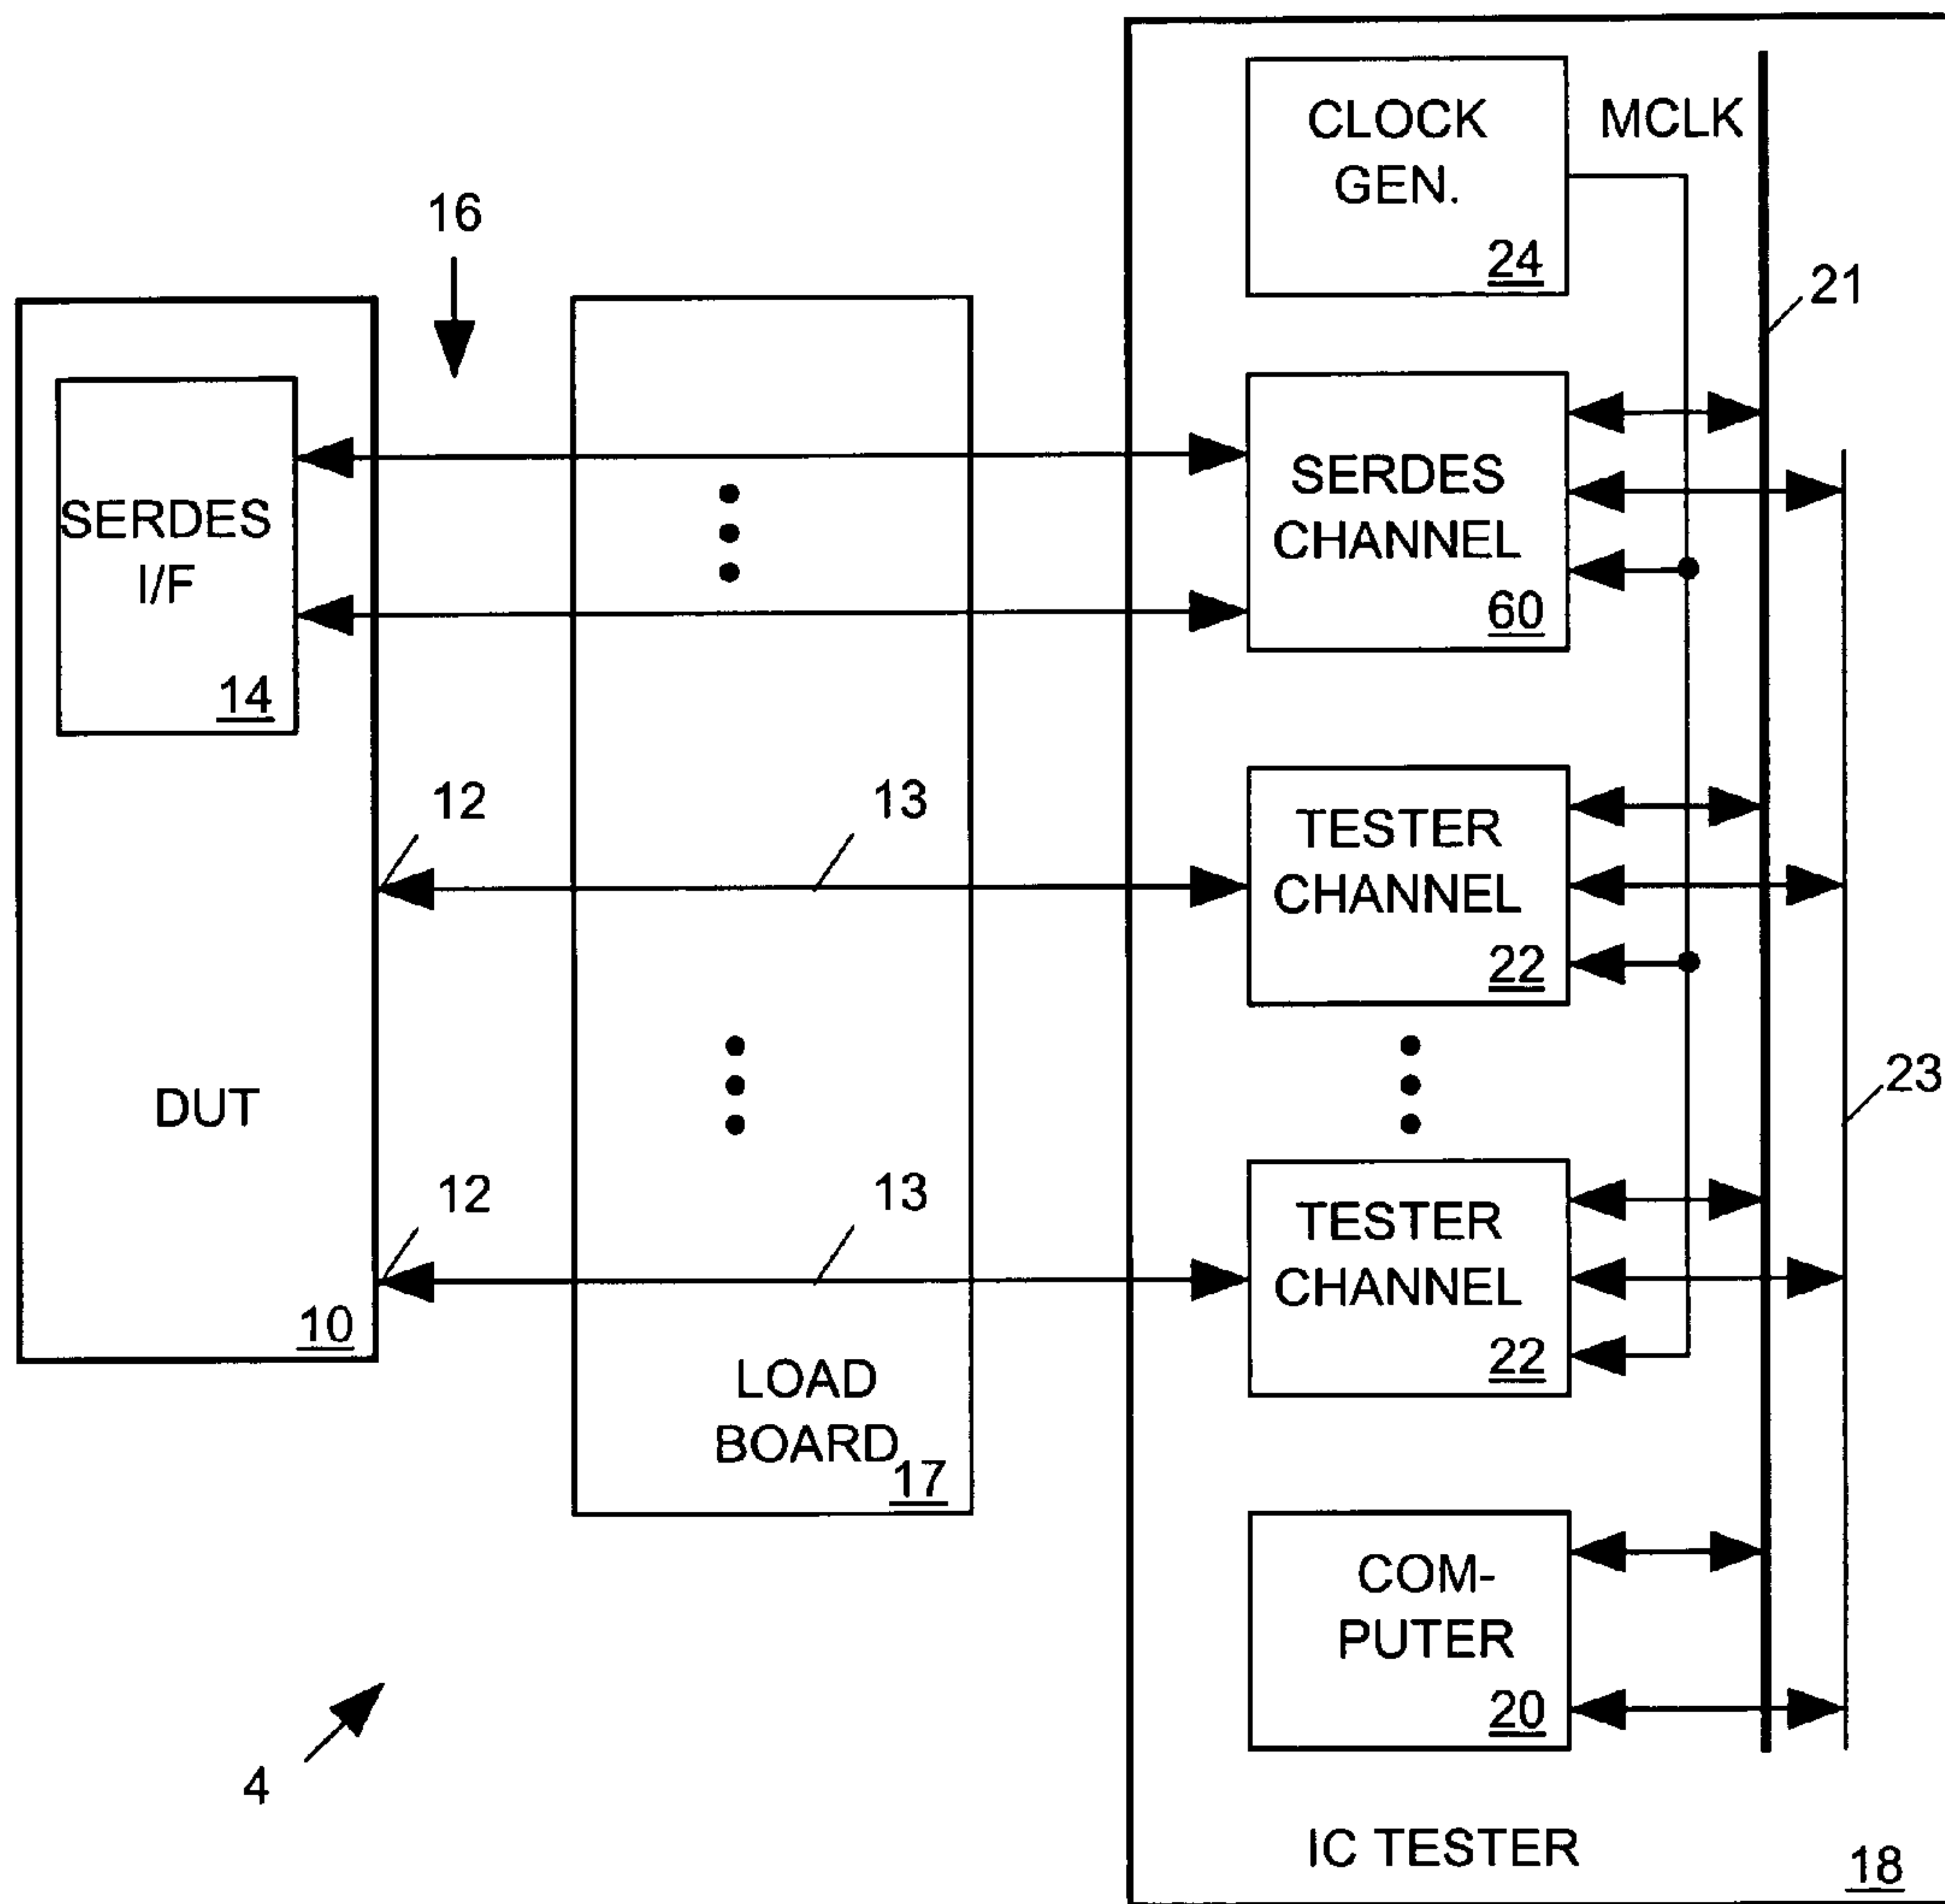 CLOCK
GEN.
24
MCLK
21
16
SERDES
I/F
14
SERDES
CHANNEL
60
12
13
TESTER
CHANNEL
22
23
DUT
12
13
TESTER
CHANNEL
22
10
LOAD
BOARD
17
COM-
PUTER
20
4
IC TESTER
18